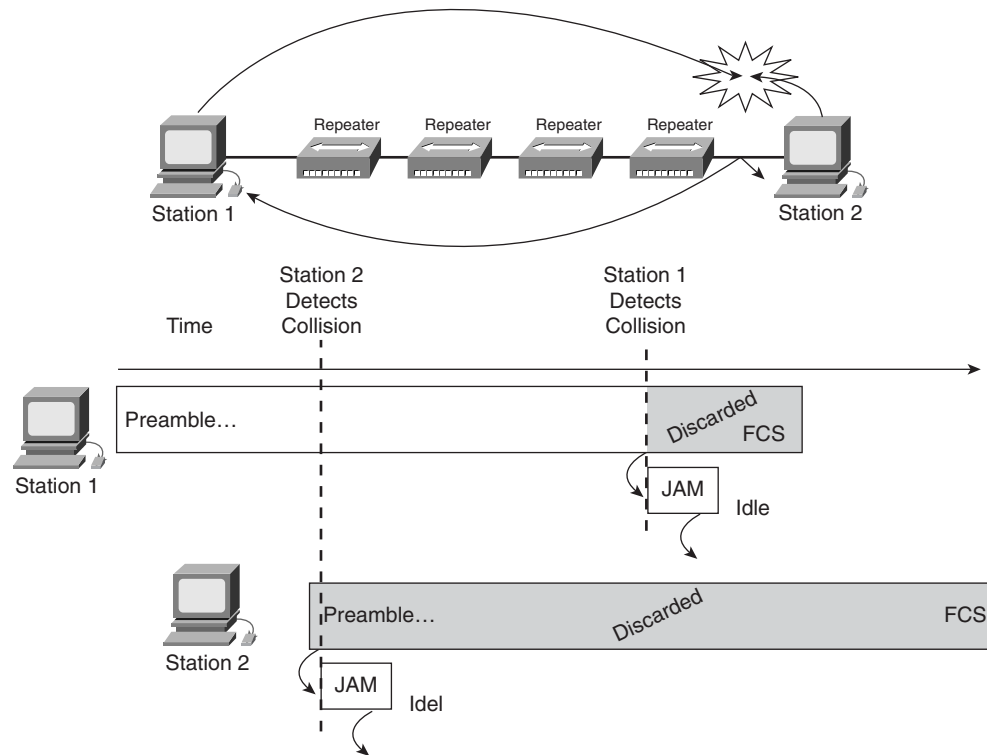 Repeater
Repeater
Repeater
Repeater
Station 1
Station 2
Station 2
Detects
Collision
Station 1
Detects
Collision
Time
Preamble…
Discarded
FCS
Station 1
JAM
Idle
Preamble…
Discarded
FCS
Station 2
JAM
Idel